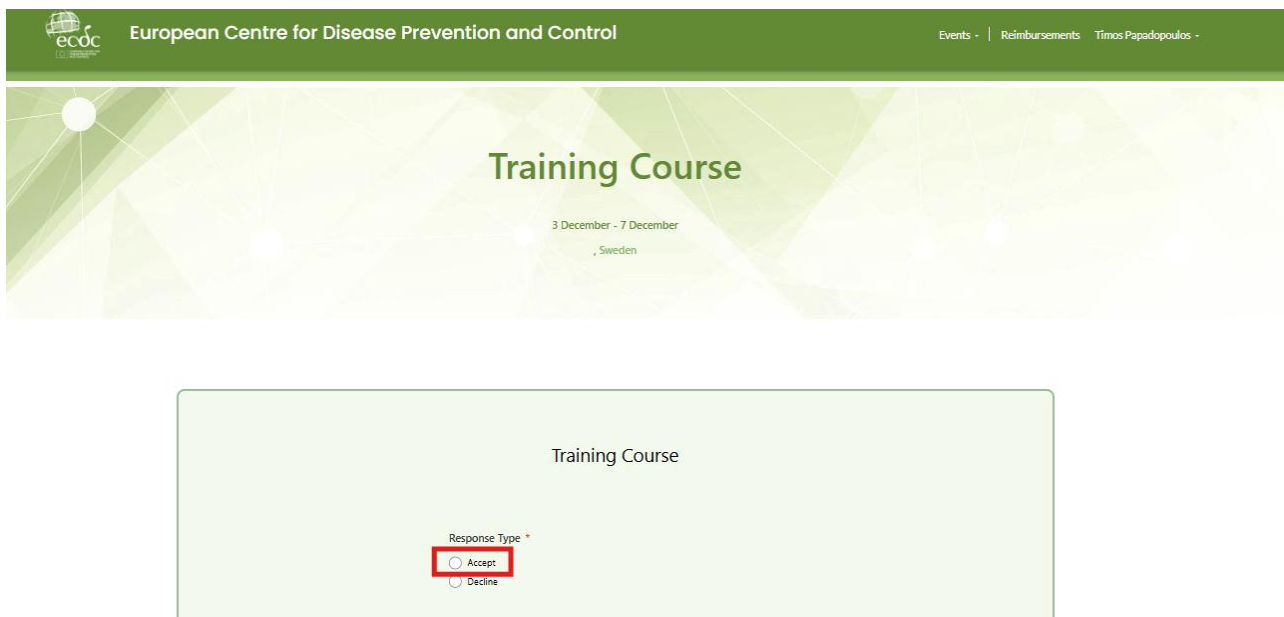 ecdc
European Centre for Disease Prevention and Control
Events - | Reimbursements Timos Papadopoulos -
Training Course
3 December - 7 December
, Sweden
Training Course
Response Type *
Accept
Decline